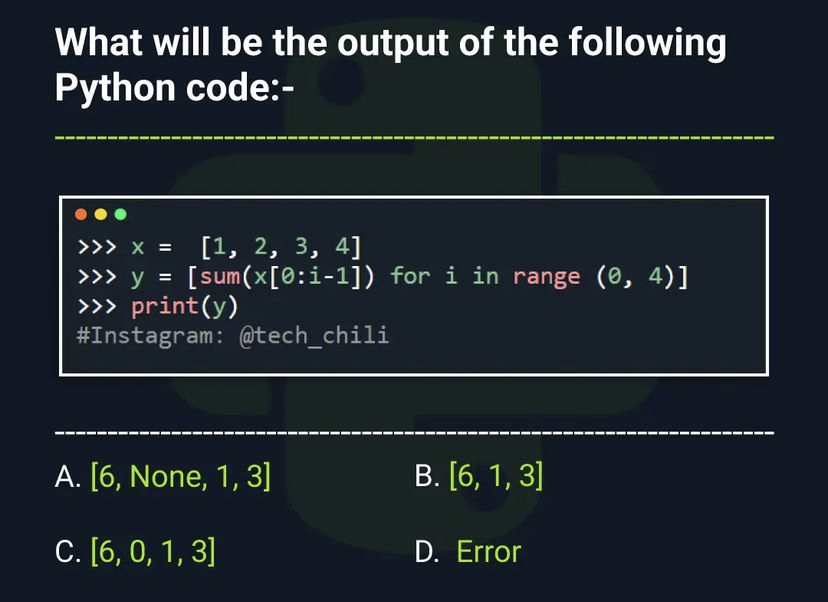 What will be the output of the following
Python code:-
>>> x =  [1, 2, 3, 4]
>>> y = [sum(x[0:i-1]) for i in range (0, 4)]
>>> print(y)
#Instagram: @tech_chili
A. [6, None, 1, 3]
B. [6, 1, 3]
C. [6, 0, 1, 3]
D. Error